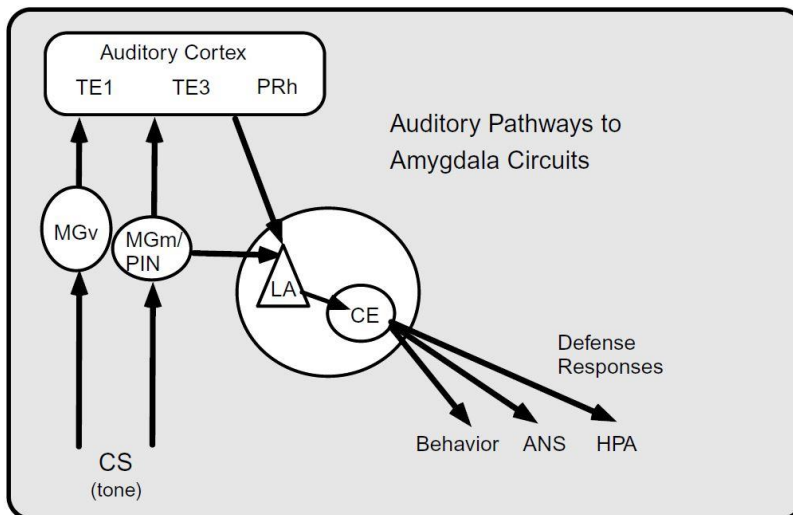 Auditory Cortex
TE1 TE3 PRh
Auditory Pathways to
Amygdala Circuits
MGv
MGm/
PIN
LA
CE
Defense
Responses
Behavior ANS HPA
CS
(tone)